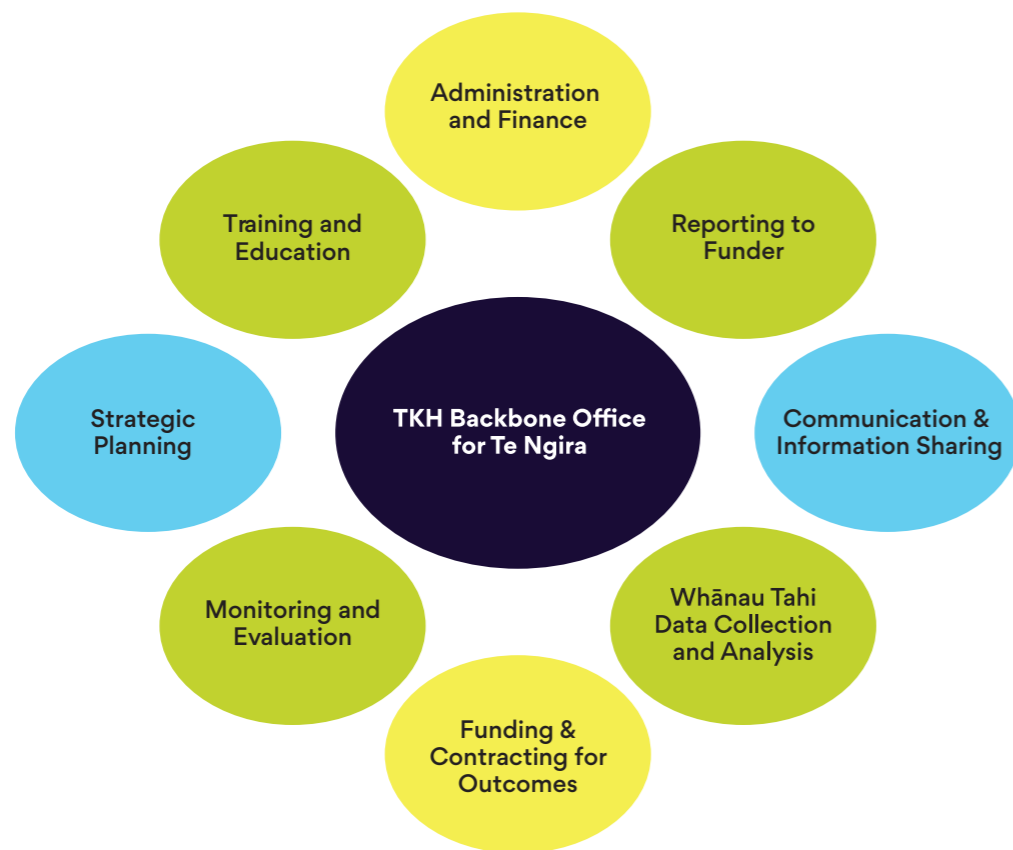 Administration
and Finance
Training and
Education
Reporting to
Funder
Strategic
Planning
TKH Backbone Office
for Te Ngira
Communication &
Information Sharing
Monitoring and
Evaluation
Whānau Tahi
Data Collection
and Analysis
Funding &
Contracting for
Outcomes